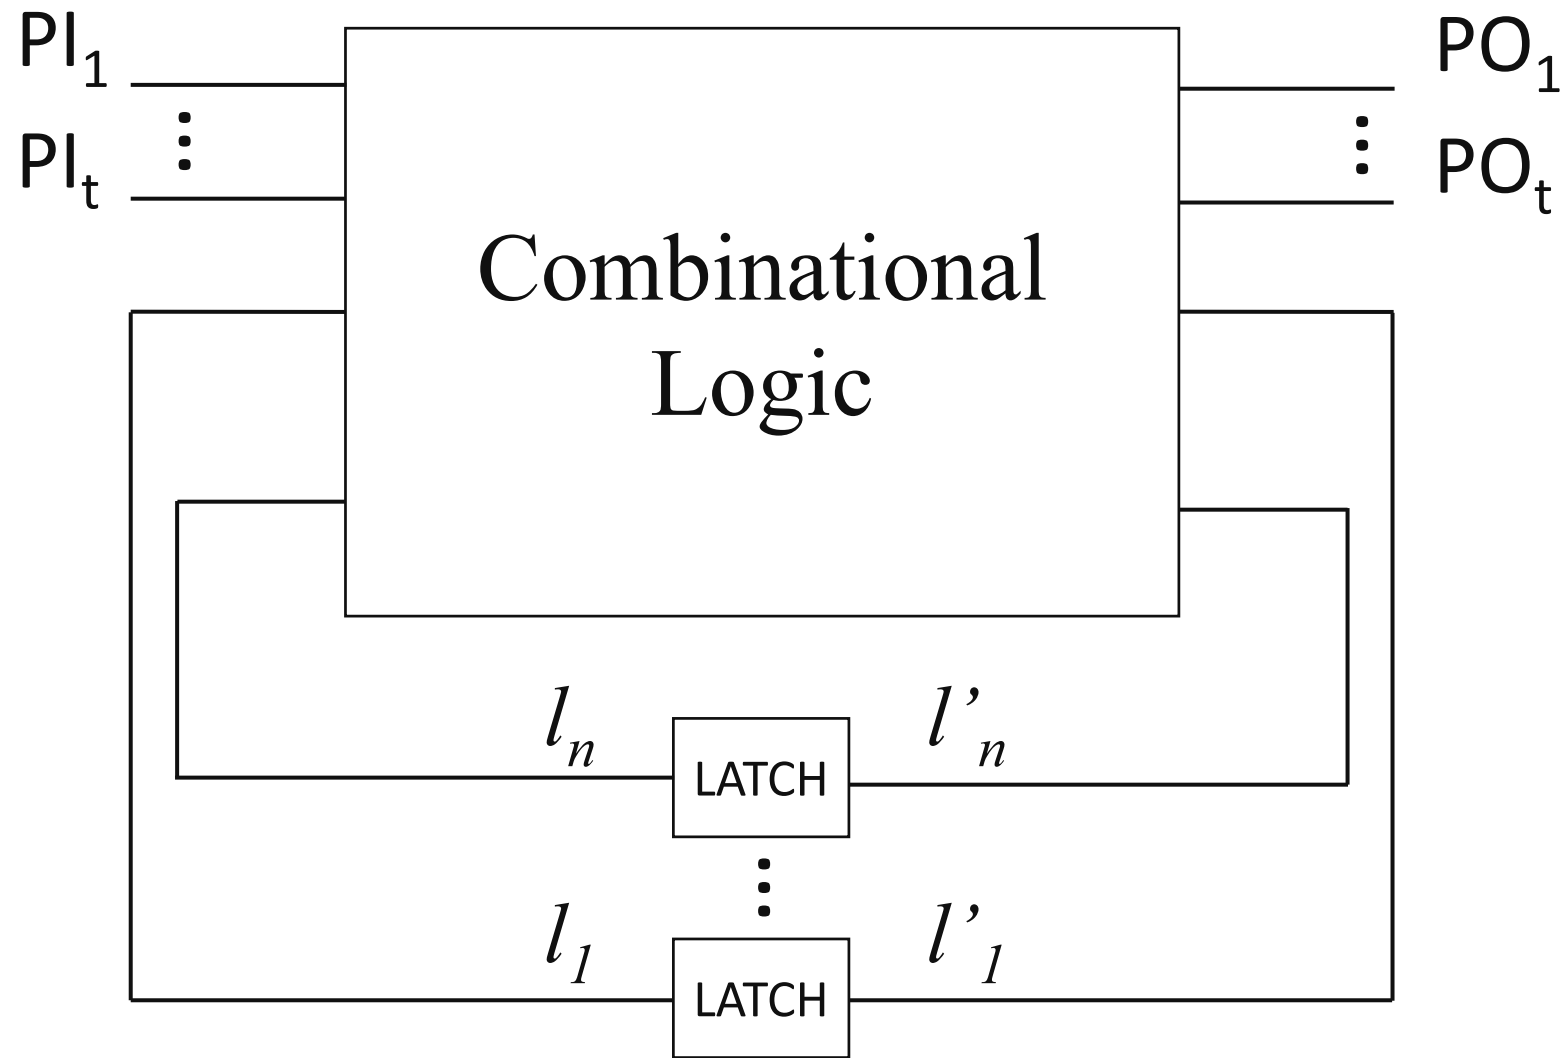 PI₁
PO₁
PIₜ
POₜ
Combinational
Logic
lₙ
l’ₙ
LATCH
l₁
l’₁
LATCH